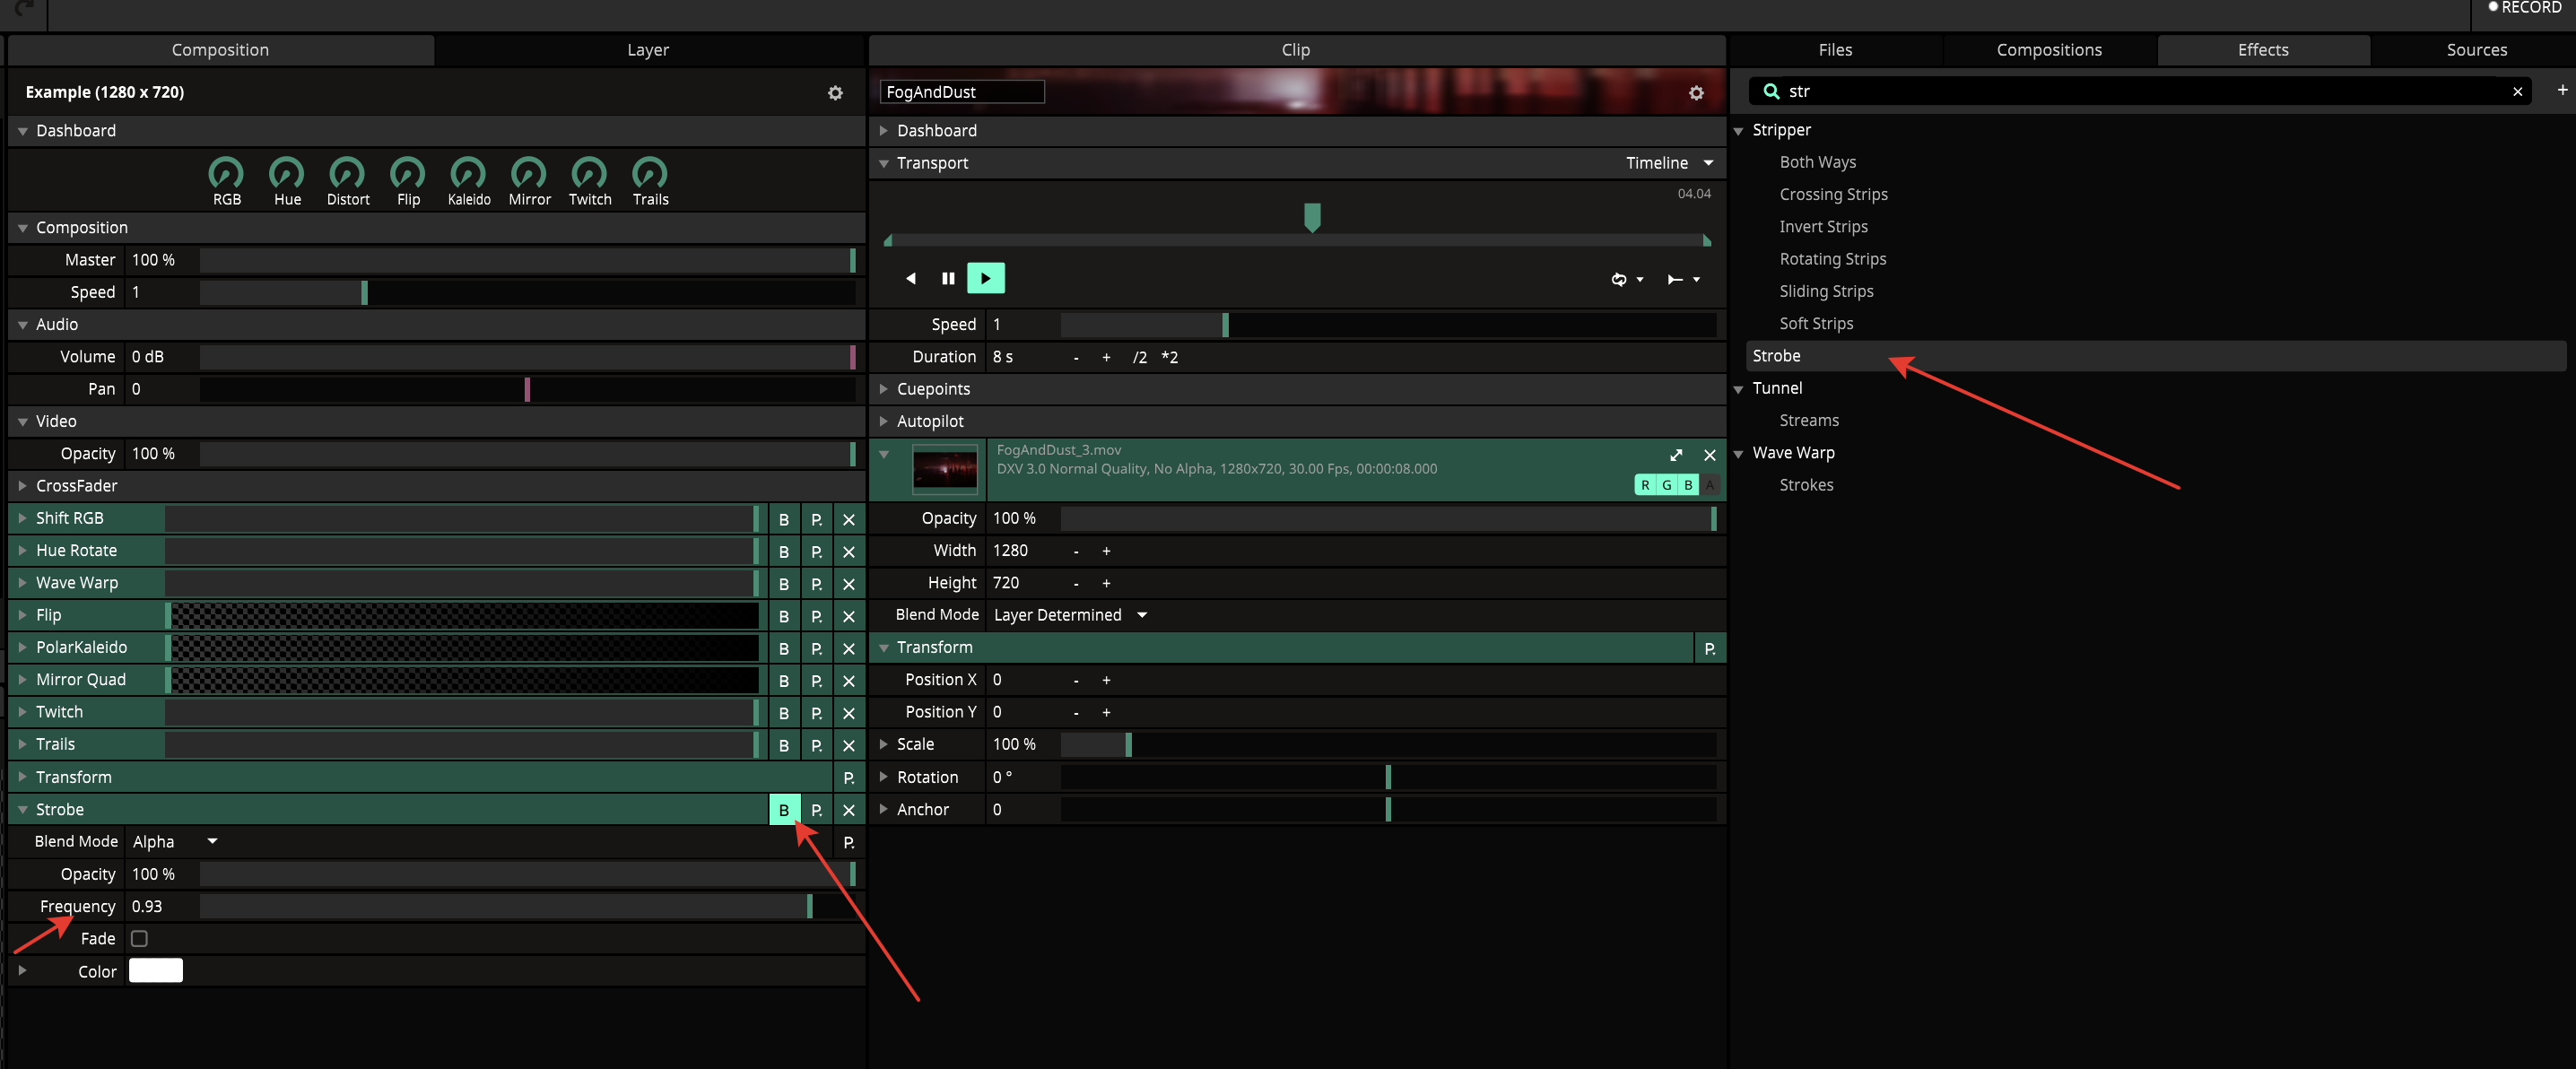 RECORD
Composition
Layer
Clip
Files
Compositions
Effects
Sources
Example (1280 x 720)
Dashboard
RGB
Hue
Distort
Flip
Kaleido
Mirror
Twitch
Trails
Composition
Master 100 %
Speed 1
Audio
Volume 0 dB
Pan 0
Video
Opacity 100 %
CrossFader
Shift RGB B P. X
Hue Rotate B P. X
Wave Warp B P. X
Flip B P. X
PolarKaleido B P. X
Mirror Quad B P. X
Twitch B P. X
Trails B P. X
Transform P.
Strobe B P. X
Blend Mode Alpha P.
Opacity 100 %
Frequency 0.93
Fade
Color
FogAndDust
Dashboard
Transport Timeline
04.04
Speed 1
Duration 8 s - + /2 *2
Cuepoints
Autopilot
FogAndDust_3.mov
DXV 3.0 Normal Quality, No Alpha, 1280x720, 30.00 Fps, 00:00:08.000
R G B A
Opacity 100 %
Width 1280 - +
Height 720 - +
Blend Mode Layer Determined
Transform P.
Position X 0 - +
Position Y 0 - +
Scale 100 %
Rotation 0 °
Anchor 0
str
Stripper
Both Ways
Crossing Strips
Invert Strips
Rotating Strips
Sliding Strips
Soft Strips
Strobe
Tunnel
Streams
Wave Warp
Strokes